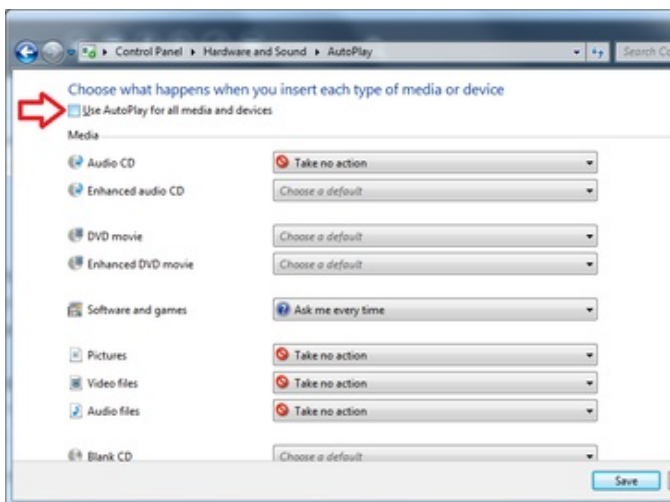 Control Panel Hardware and Sound AutoPlay Search Co
Choose what happens when you insert each type of media or device
Use AutoPlay for all media and devices
Media
Audio CD Take no action
Enhanced audio CD Choose a default
DVD movie Choose a default
Enhanced DVD movie Choose a default
Software and games Ask me every time
Pictures Take no action
Video files Take no action
Audio files Take no action
Blank CD Choose a default
Save